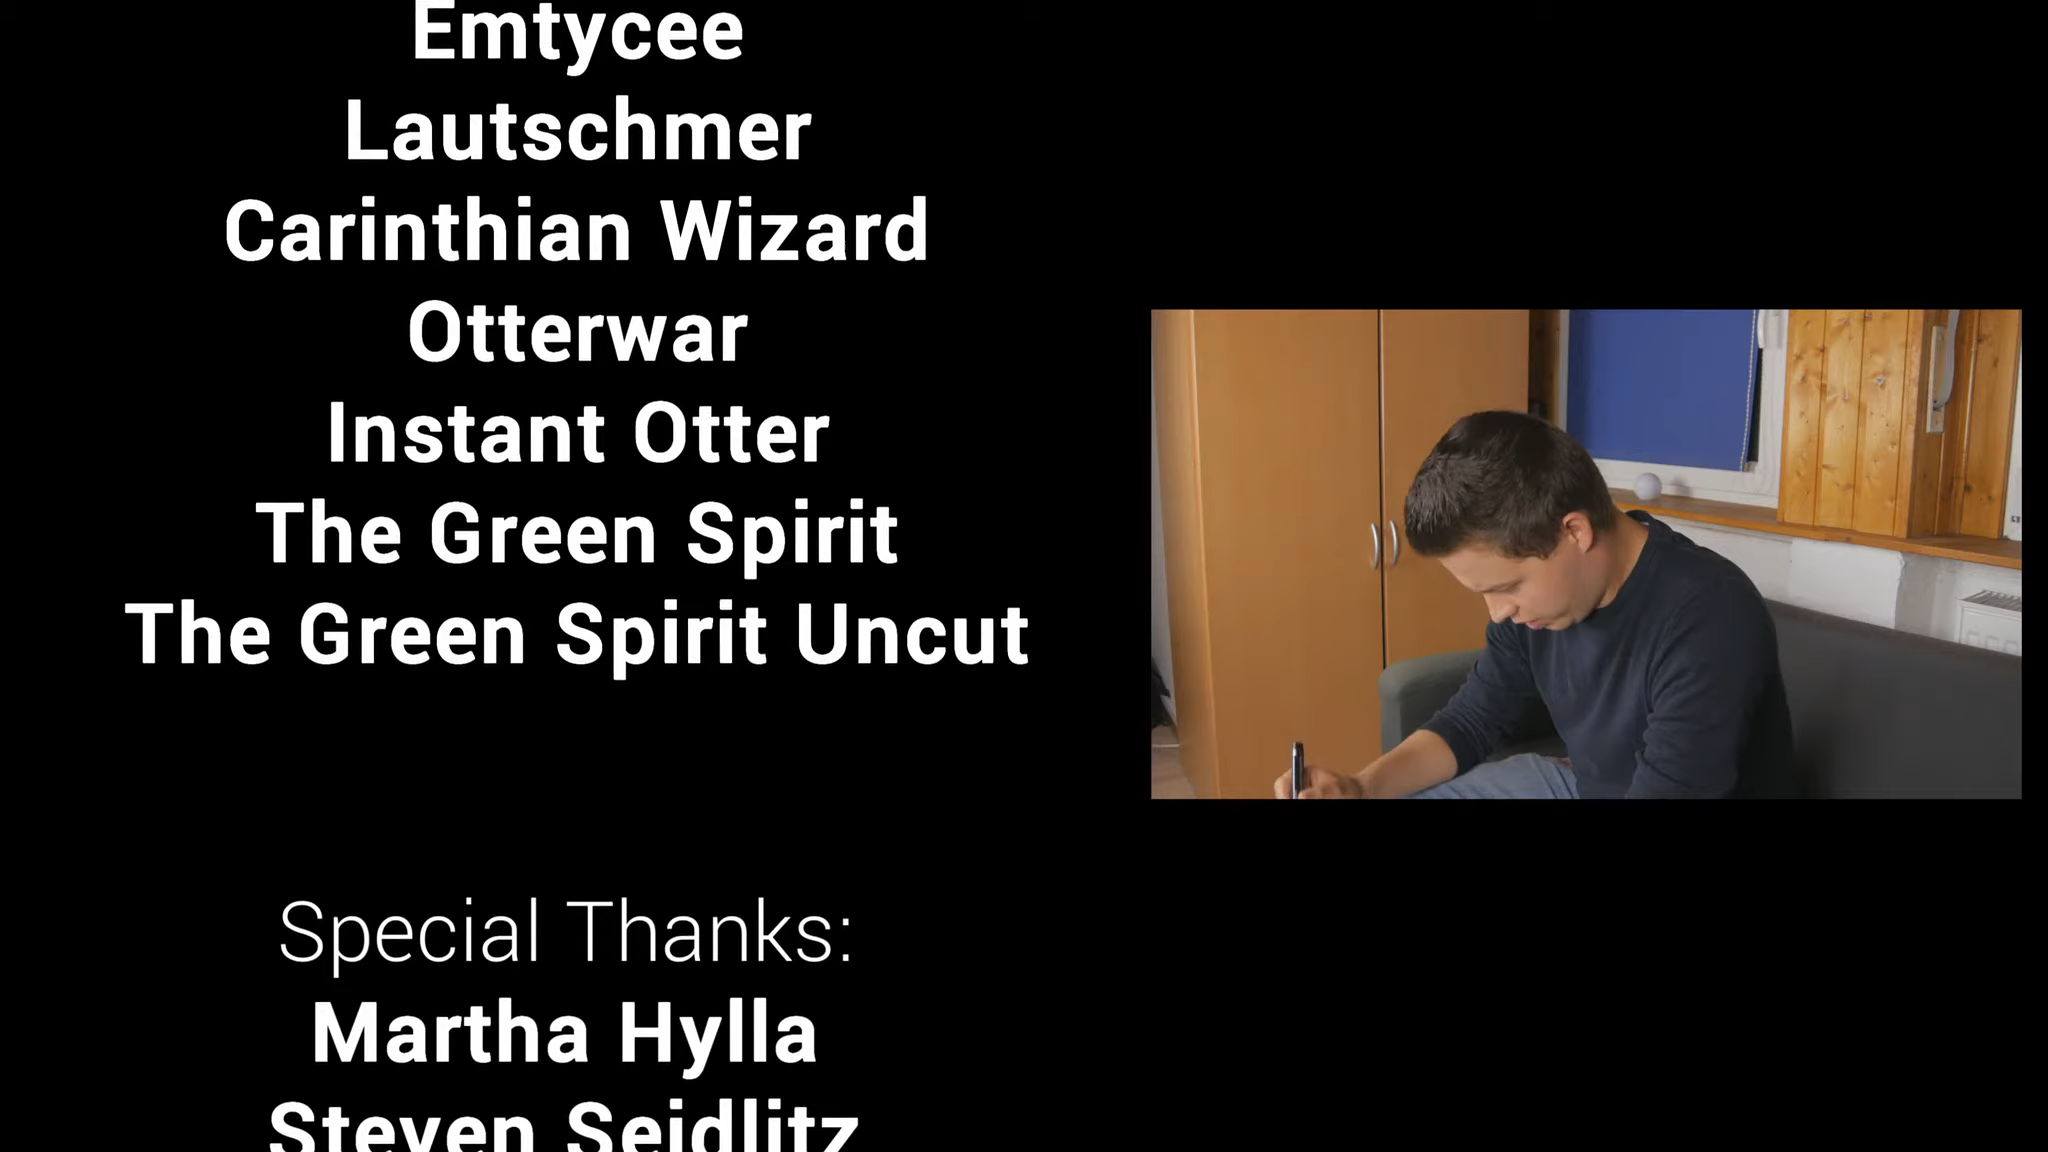 Emtycee
Lautschmer
Carinthian Wizard
Otterwar
Instant Otter
The Green Spirit
The Green Spirit Uncut
Special Thanks:
Martha Hylla
Steven Seidlitz